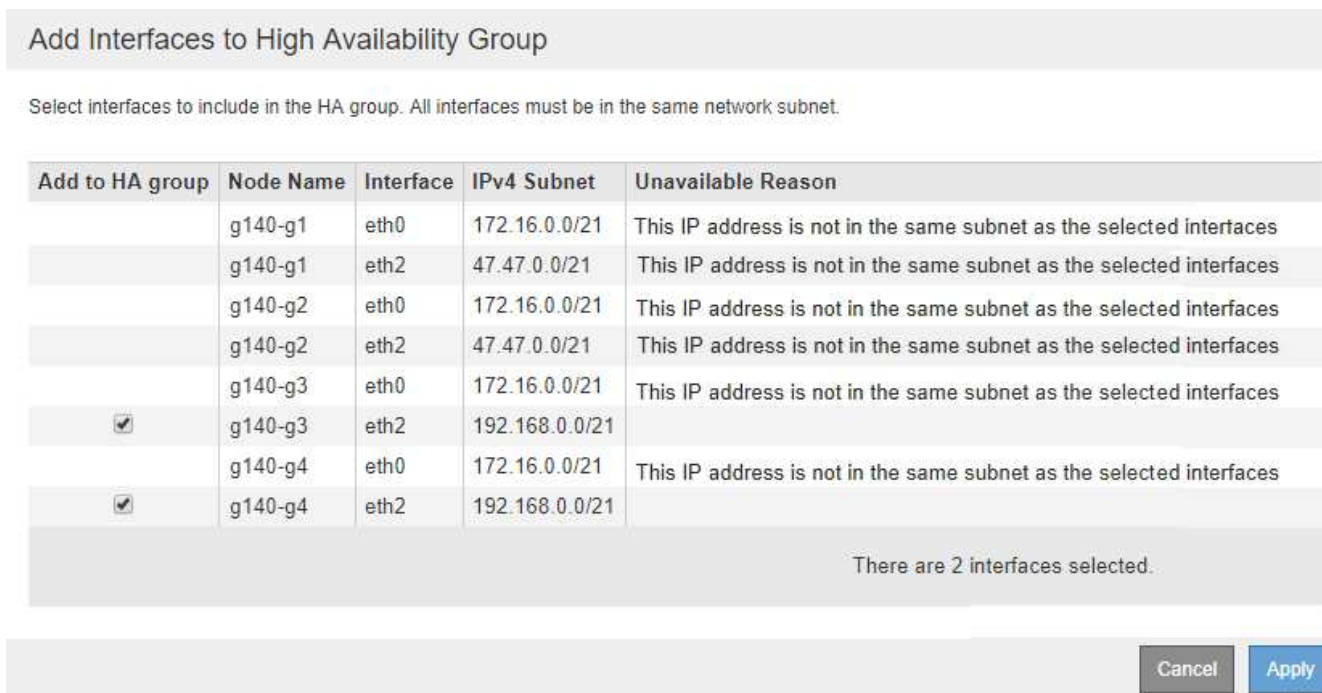 Add Interfaces to High Availability Group
Select interfaces to include in the HA group. All interfaces must be in the same network subnet.
Add to HA group Node Name Interface IPv4 Subnet Unavailable Reason
g140-g1 eth0 172.16.0.0/21 This IP address is not in the same subnet as the selected interfaces
g140-g1 eth2 47.47.0.0/21 This IP address is not in the same subnet as the selected interfaces
g140-g2 eth0 172.16.0.0/21 This IP address is not in the same subnet as the selected interfaces
g140-g2 eth2 47.47.0.0/21 This IP address is not in the same subnet as the selected interfaces
g140-g3 eth0 172.16.0.0/21 This IP address is not in the same subnet as the selected interfaces
g140-g3 eth2 192.168.0.0/21
g140-g4 eth0 172.16.0.0/21 This IP address is not in the same subnet as the selected interfaces
g140-g4 eth2 192.168.0.0/21
There are 2 interfaces selected.
Cancel Apply